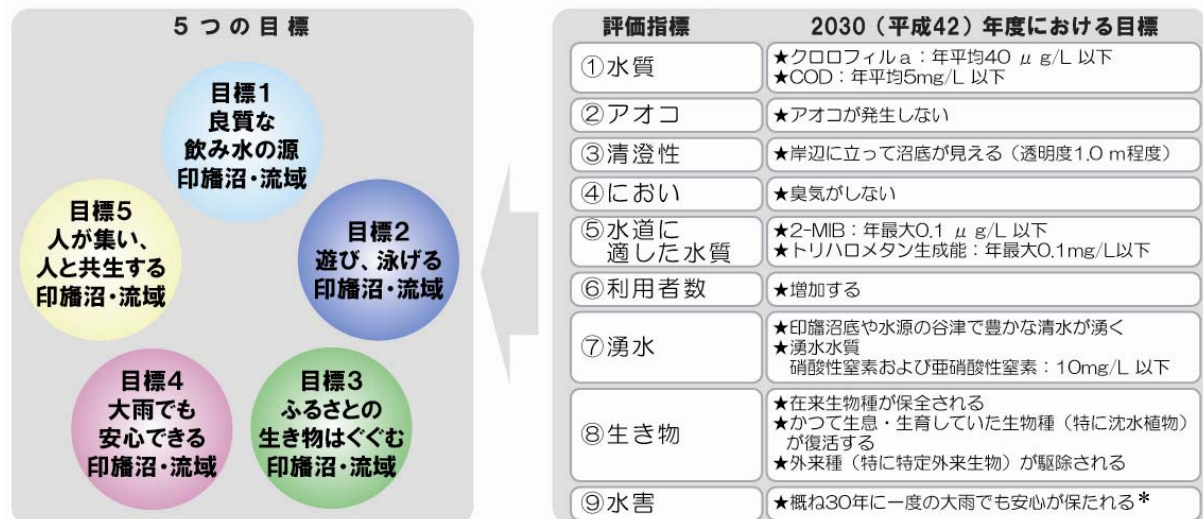 5つの目標
目標1
良質な
飲み水の源
印旛沼・流域
目標2
遊び、泳げる
印旛沼・流域
目標3
ふるさとの
生き物はぐぐむ
印旛沼・流域
目標4
大雨でも
安心できる
印旛沼・流域
目標5
人が集い、
人と共生する
印旛沼・流域
評価指標
2030(平成42)年度における目標
①水質
★クロロフィルa:年平均40 μg/L 以下
★COD:年平均5mg/L 以下
②アオコ
★アオコが発生しない
③清澄性
★岸辺に立って沼底が見える(透明度1.0 m程度)
④におい
★臭気がしない
⑤水道に
適した水質
★2-MIB:年最大0.1 μg/L 以下
★トリハロメタン生成能:年最大0.1mg/L以下
⑥利用者数
★増加する
⑦湧水
★印旛沼底や水源の谷津で豊かな清水が湧く
★湧水水質
硝酸性窒素および亜硝酸性窒素:10mg/L 以下
⑧生き物
★在来生物種が保全される
★かつて生息・生育していた生物種(特に沈水植物)
が復活する
★外来種(特に特定外来生物)が駆除される
⑨水害
★概ね30年に一度の大雨でも安心が保たれる*